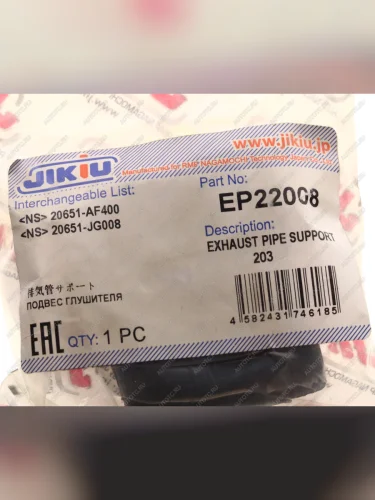 JIKIU
www.jikiu.jp
Interchangeable List:
<NS> 20651-AF400
<NS> 20651-JG008
Part No:
EP22008
Description:
EXHAUST PIPE SUPPORT
203
排気管サポート
ПОДВЕС ГЛУШИТЕЛЯ
EAC QTY: 1 PC
4 582431 746185